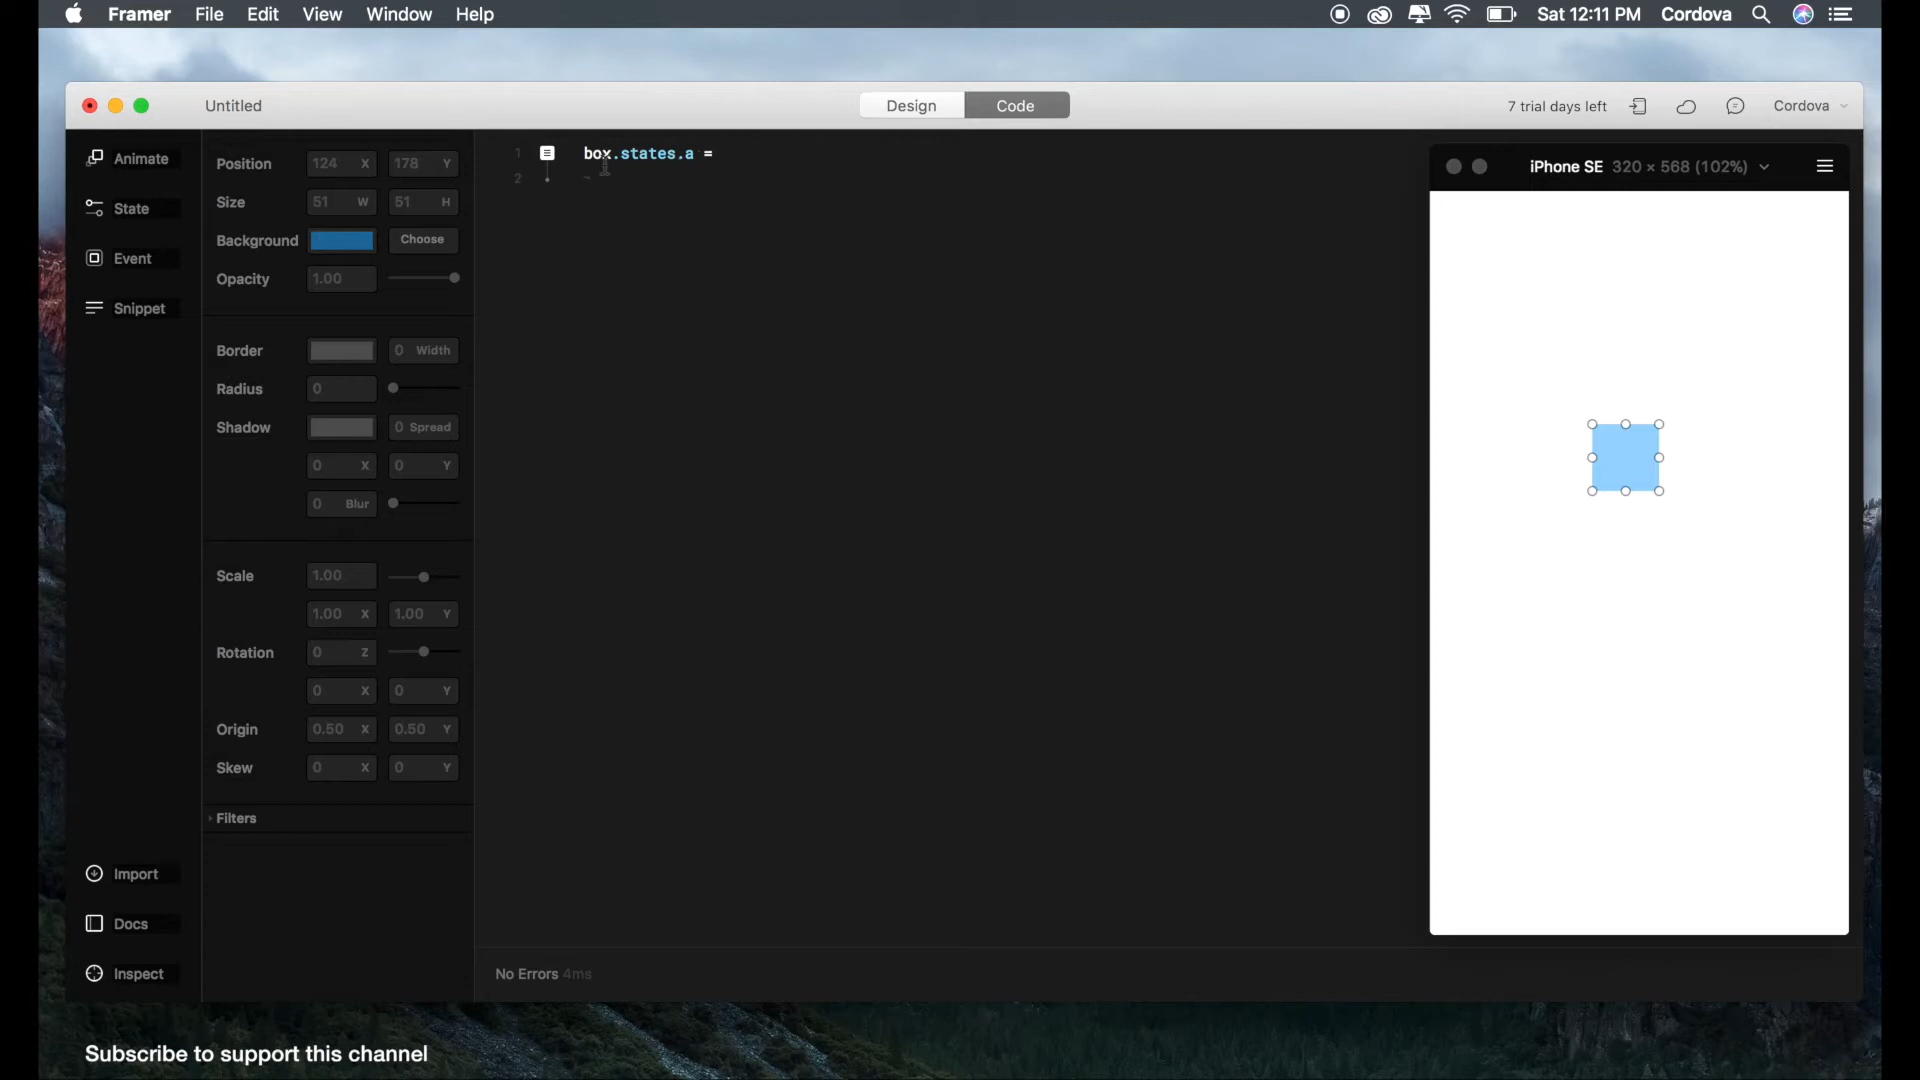 Framer File Edit View Window Help Sat 12:11 PM Cordova
Untitled Design Code 7 trial days left Cordova
Animate
State
Event
Snippet
Import
Docs
Inspect
Position 124 X 178 Y
Size 51 W 51 H
Background Choose
Opacity 1.00
Border 0 Width
Radius 0
Shadow 0 Spread
0 X 0 Y
0 Blur
Scale 1.00
1.00 X 1.00 Y
Rotation 0 Z
0 X 0 Y
Origin 0.50 X 0.50 Y
Skew 0 X 0 Y
Filters
1 box.states.a =
2
No Errors 4ms
iPhone SE 320 × 568 (102%)
Subscribe to support this channel